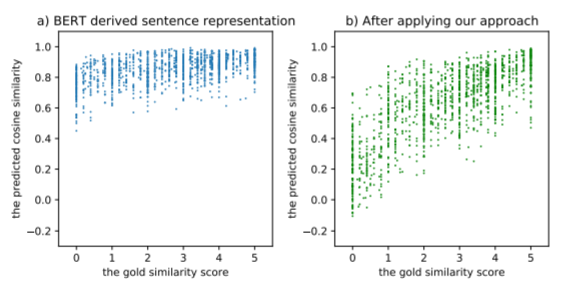 a) BERT derived sentence representation
the predicted cosine similarity
1.0
0.8
0.6
0.4
0.2
0.0
−0.2
0 1 2 3 4 5
the gold similarity score
b) After applying our approach
the predicted cosine similarity
1.0
0.8
0.6
0.4
0.2
0.0
−0.2
0 1 2 3 4 5
the gold similarity score